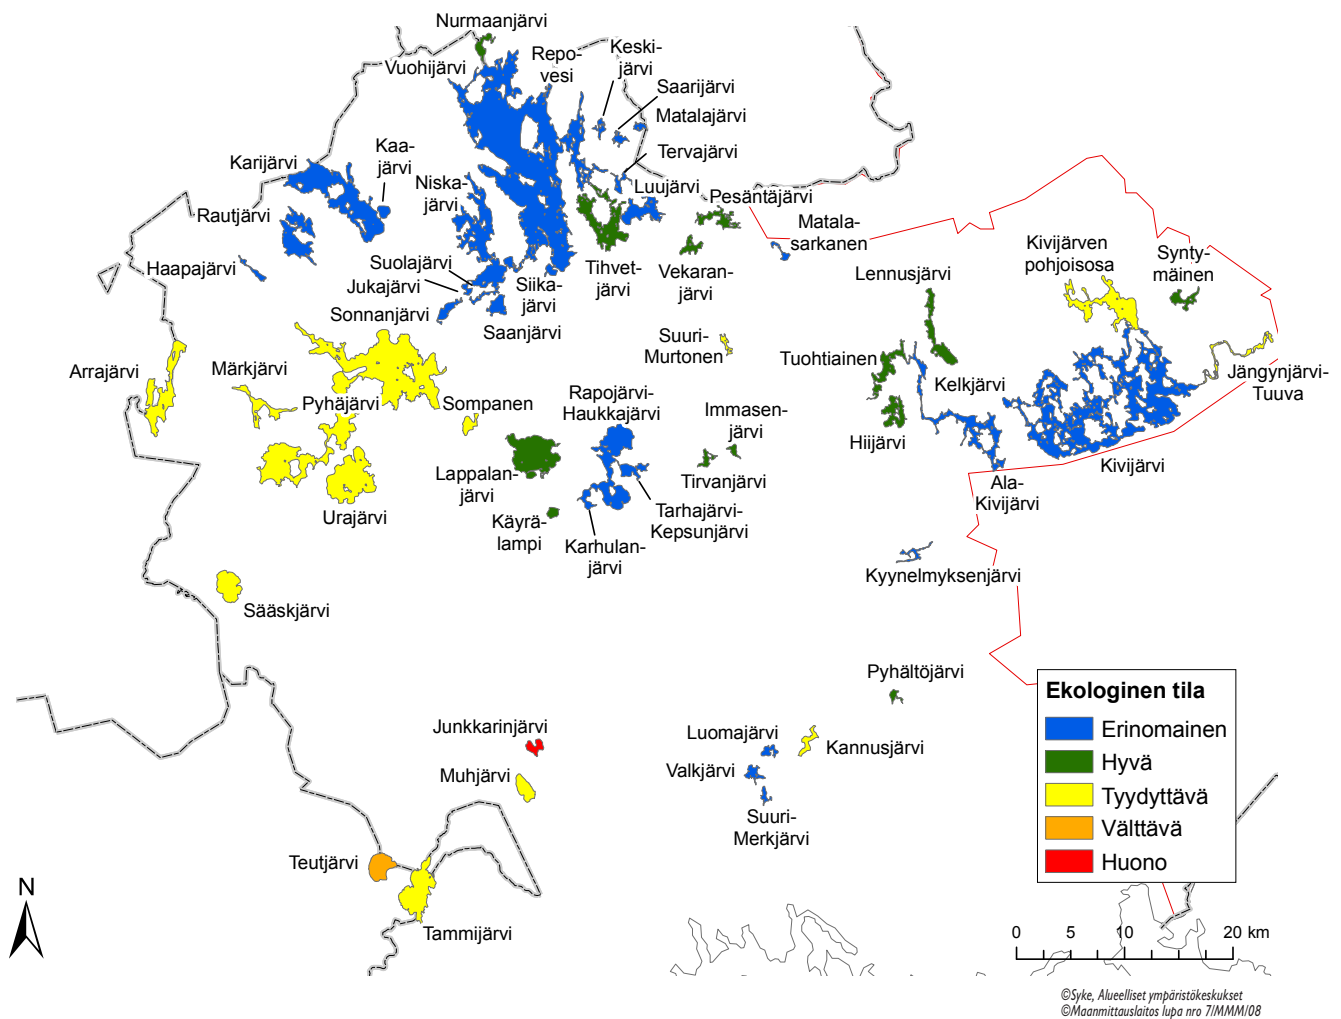 Nurmaanjärvi
Vuohijärvi
Repo-
vesi
Keski-
järvi
Saarijärvi
Matalajärvi
Tervajärvi
Luujärvi
Pesäntäjärvi
Karijärvi
Kaa-
järvi
Niska-
järvi
Rautjärvi
Haapajärvi
Suolajärvi
Jukajärvi
Sonnanjärvi
Siika-
järvi
Saanjärvi
Tihvet-
järvi
Vekaran-
järvi
Matala-
sarkanen
Lennusjärvi
Kivijärven
pohjoisosa
Synty-
mäinen
Arrajärvi
Märkjärvi
Pyhäjärvi
Sompanen
Suuri-
Murtonen
Tuohtiainen
Kelkjärvi
Jängynjärvi-
Tuuva
Rapojärvi-
Haukkajärvi
Immasen-
järvi
Hiijärvi
Kivijärvi
Lappalan-
järvi
Tirvanjärvi
Ala-
Kivijärvi
Urajärvi
Käyrä-
lampi
Karhulan-
järvi
Tarhajärvi-
Kepsunjärvi
Kyynelmyksenjärvi
Sääskjärvi
Pyhältöjärvi
Junkkarinjärvi
Muhjärvi
Luomajärvi
Valkjärvi
Kannusjärvi
Suuri-
Merkjärvi
Teutjärvi
Tammijärvi
Ekologinen tila
Erinomainen
Hyvä
Tyydyttävä
Välttävä
Huono
N
0 5 10 20 km
©Syke, Alueelliset ympäristökeskukset
©Maanmittauslaitos lupa nro 7/MMM/08